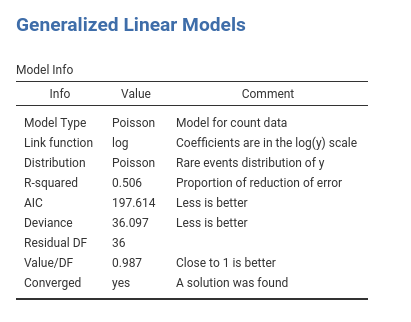 Generalized Linear Models
Model Info
Info Value Comment
Model Type Poisson Model for count data
Link function log Coefficients are in the log(y) scale
Distribution Poisson Rare events distribution of y
R-squared 0.506 Proportion of reduction of error
AIC 197.614 Less is better
Deviance 36.097 Less is better
Residual DF 36
Value/DF 0.987 Close to 1 is better
Converged yes A solution was found